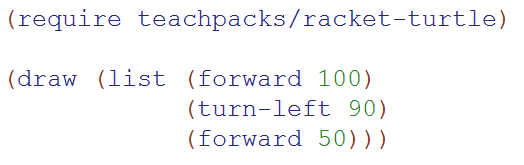 (require teachpacks/racket-turtle)
(draw (list (forward 100)
(turn-left 90)
(forward 50)))